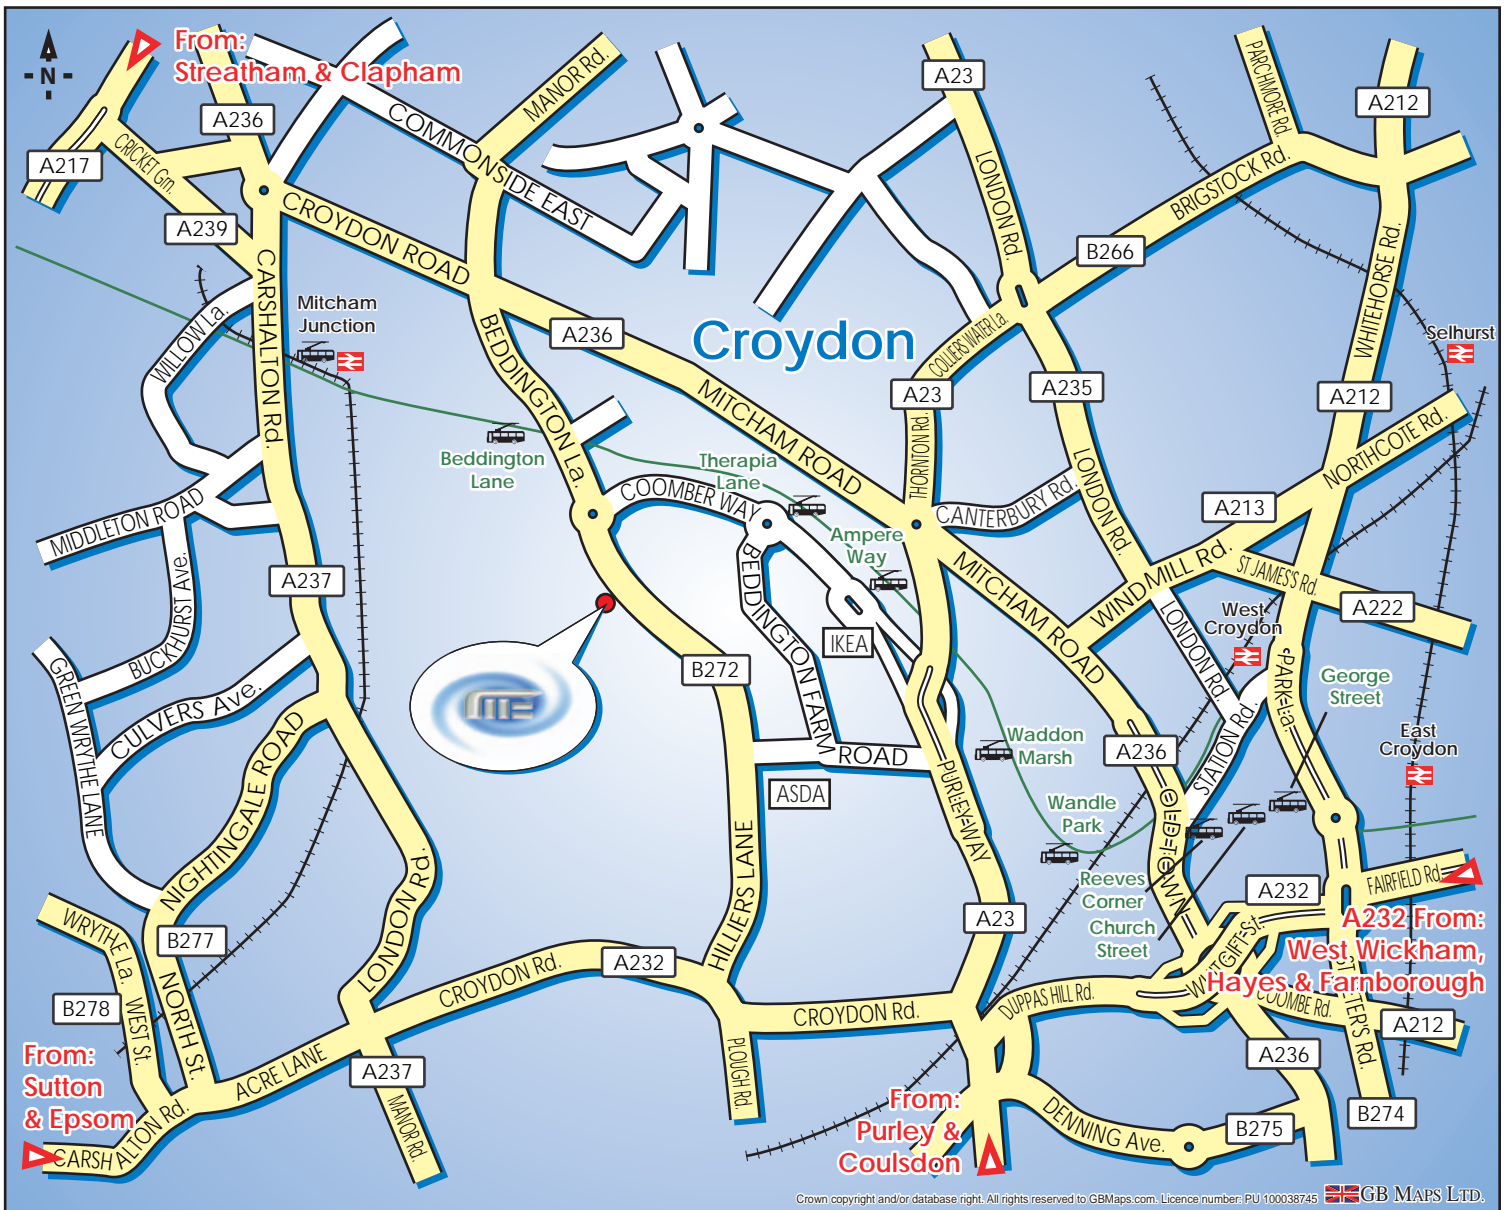 N
From:
Streatham & Clapham
A236
A217
CRICKET Grn.
A239
COMMONSIDE EAST
MANOR Rd.
A23
PARCHMORE Rd.
A212
LONDON Rd.
BRIGSTOCK Rd.
B266
CROYDON ROAD
CARSHALTON Rd.
WILLOW La.
Mitcham
Junction
BEDDINGTON La.
A236
Croydon
COLLIERS WATER La.
WHITEHORSE Rd.
Selhurst
A23
A235
A212
MITCHAM ROAD
THORNTON Rd.
NORTHCOTE Rd.
Beddington
Lane
Therapia
Lane
COOMBER WAY
CANTERBURY Rd.
LONDON Rd.
A213
MIDDLETON ROAD
Ampere
Way
BEDDINGTON FARM
ROAD
MITCHAM ROAD
WINDMILL Rd.
ST JAMES'S Rd.
A222
A237
BUCKHURST Ave.
IKEA
West
Croydon
LONDON Rd.
GREEN WRYTHE LANE
CULVERS Ave.
B272
PARK La.
George
Street
NIGHTINGALE ROAD
Waddon
Marsh
A236
STATION Rd.
East
Croydon
ASDA
PURLEY WAY
Wandle
Park
OLD TOWN
HILLIERS LANE
LONDON Rd.
Reeves
Corner
Church
Street
A232
FAIRFIELD Rd.
A232 From:
West Wickham,
Hayes & Farnborough
WRYTHE La.
B277
A23
WHITGIFT St.
CROYDON Rd.
A232
B278
WEST St.
NORTH St.
CROYDON Rd.
DUPPAS HILL Rd.
COOMBE Rd.
ST PETER'S Rd.
A212
From:
Sutton
& Epsom
ACRE LANE
A237
PLOUGH Rd.
A236
From:
Purley &
Coulsdon
DENNING Ave.
B275
B274
CARSHALTON Rd.
MANOR Rd.
Crown copyright and/or database right. All rights reserved to GBMaps.com. Licence number: PU 100038745
GB MAPS LTD.